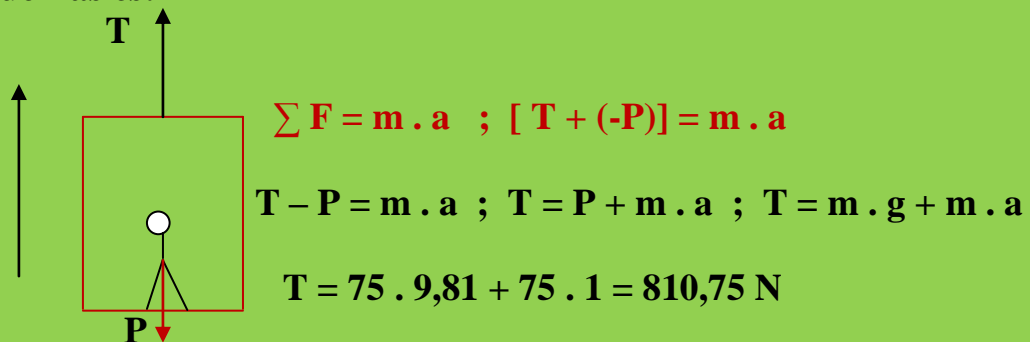 T
∑ F = m . a ; [ T + (-P)] = m . a
T – P = m . a ; T = P + m . a ; T = m . g + m . a
T = 75 . 9,81 + 75 . 1 = 810,75 N
P